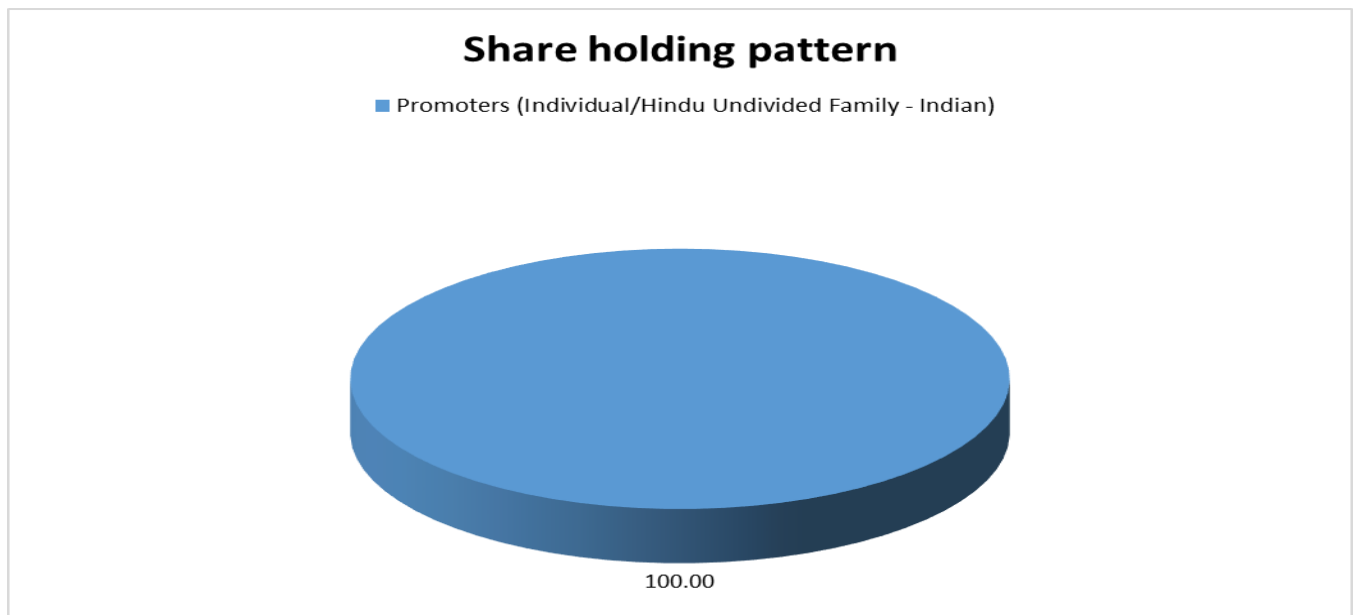 Share holding pattern
Promoters (Individual/Hindu Undivided Family - Indian)
100.00